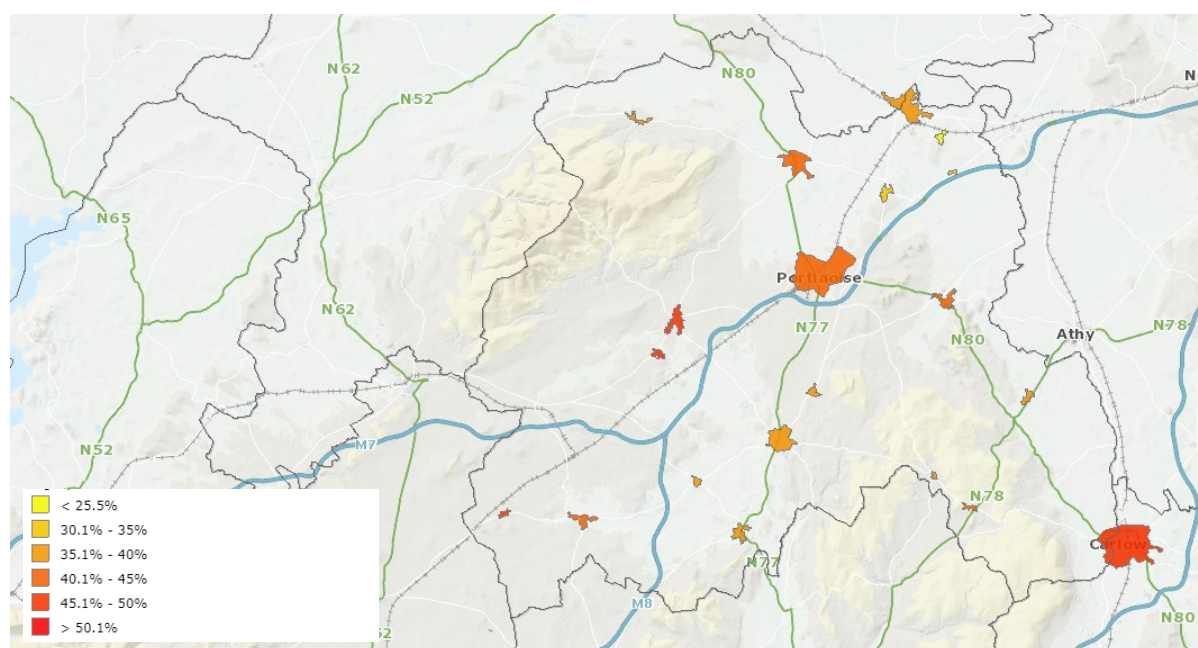 N62
N80
N52
N
N65
Portlaoise
N62
N77
N80
Athy
N78
N52
M7
N78
Carlow
N77
M8
N80
62
< 25.5%
30.1% - 35%
35.1% - 40%
40.1% - 45%
45.1% - 50%
> 50.1%